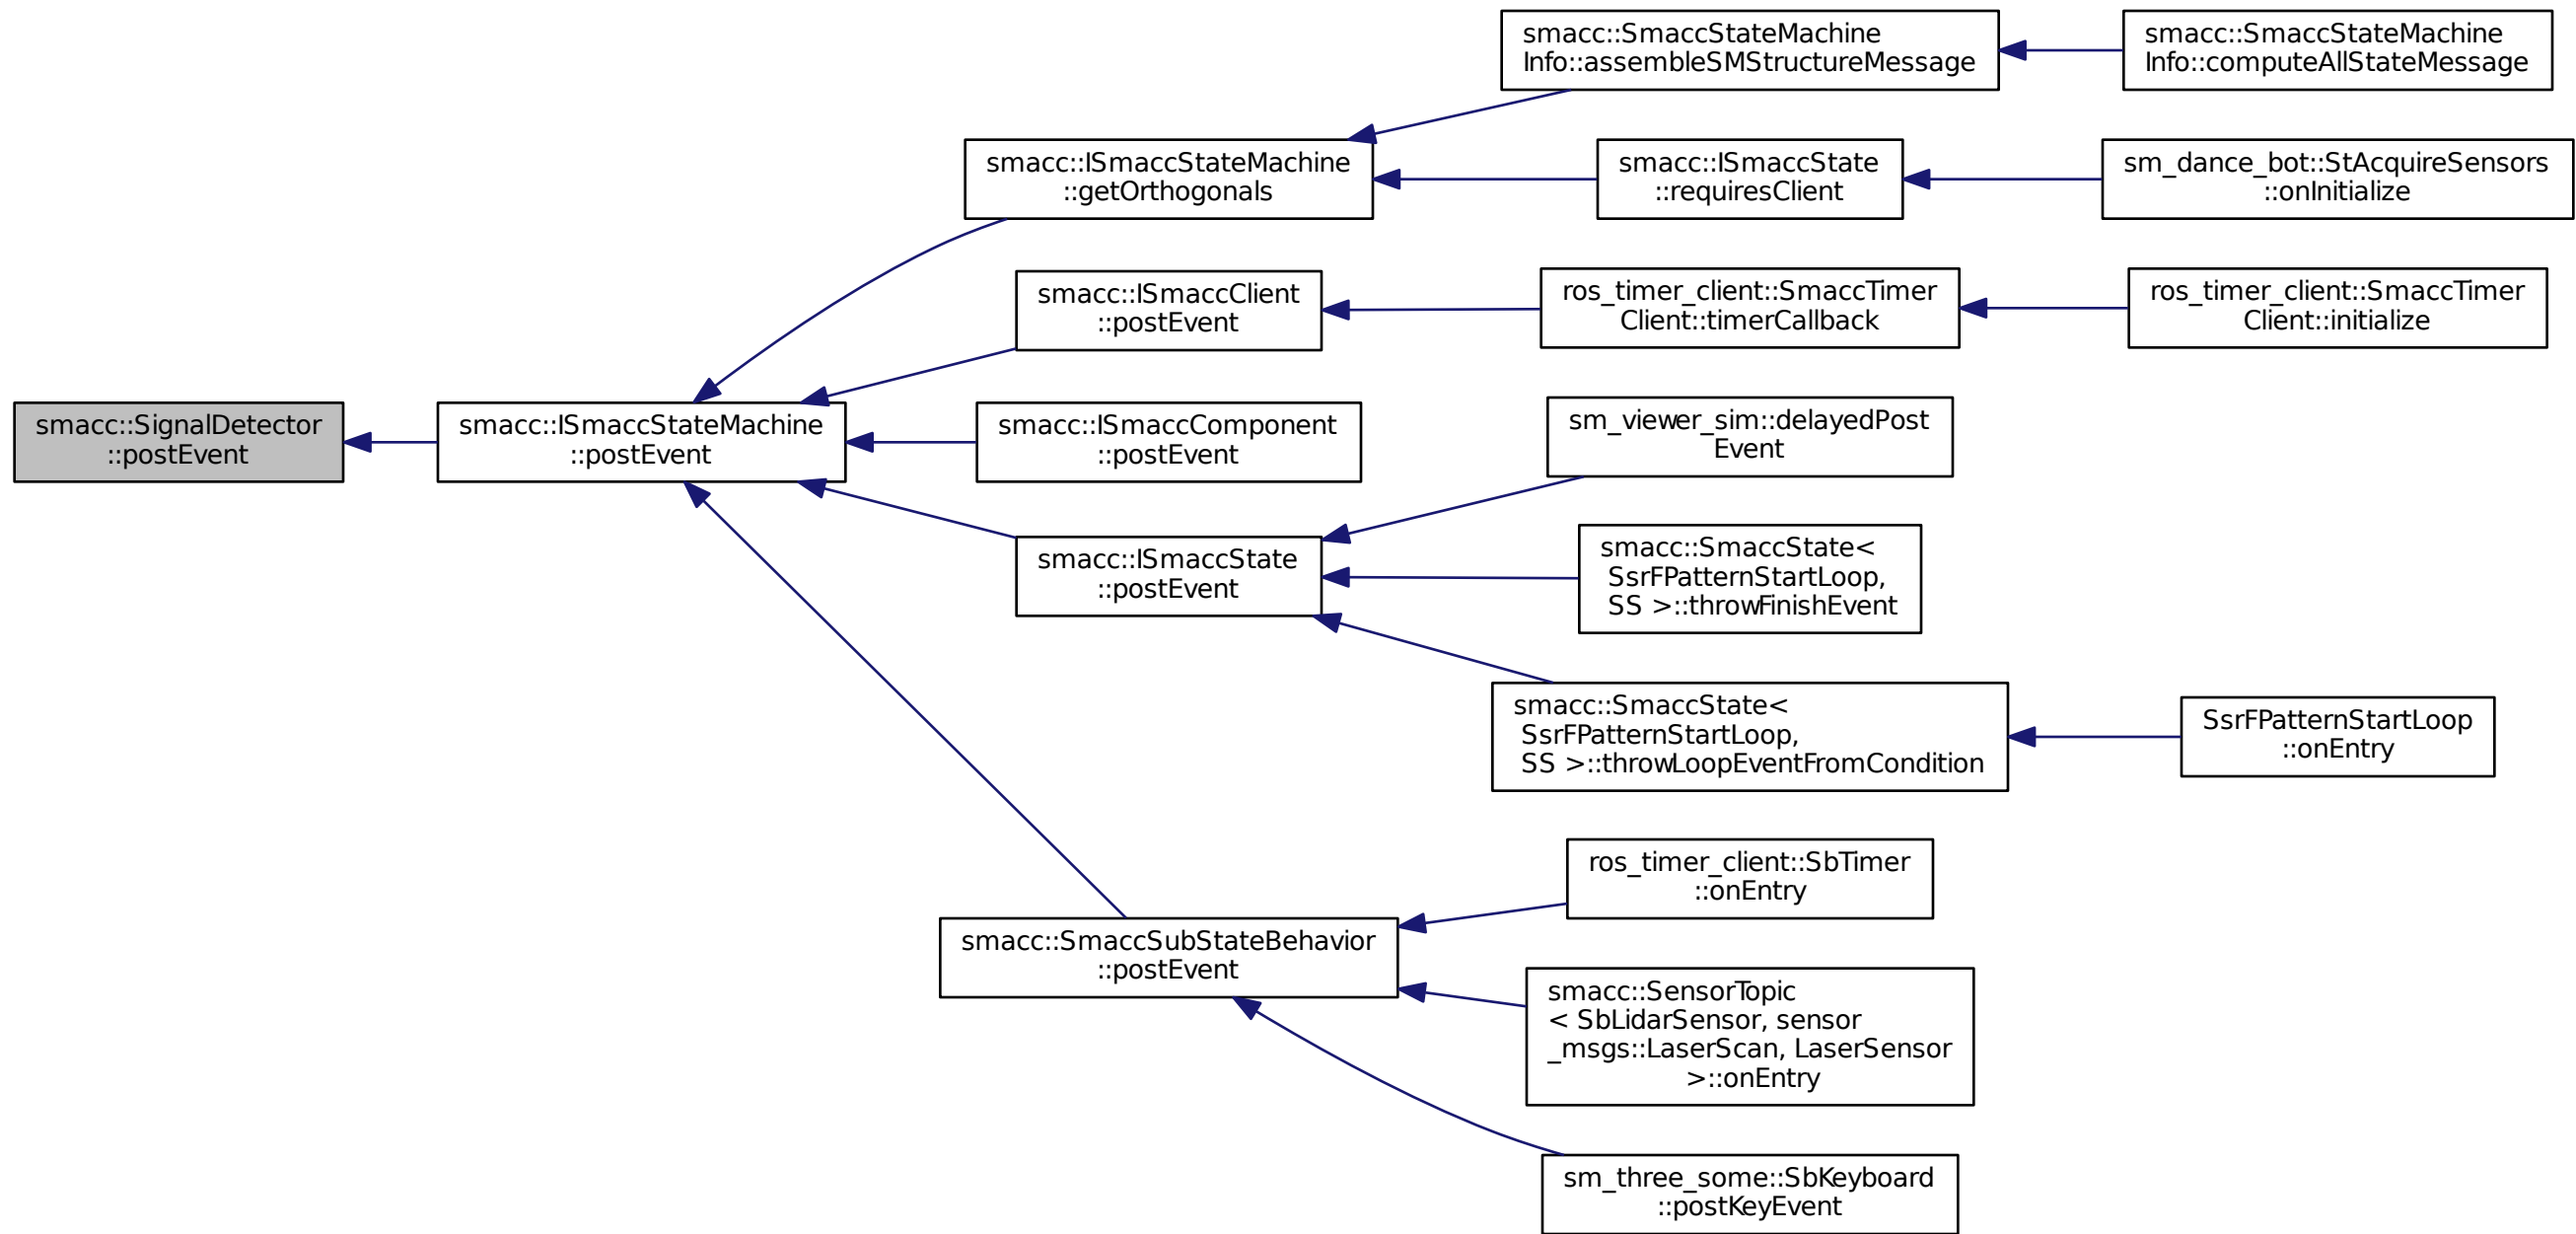 smacc::SignalDetector
::postEvent
smacc::ISmaccStateMachine
::postEvent
smacc::ISmaccStateMachine
::getOrthogonals
smacc::SmaccStateMachine
Info::assembleSMStructureMessage
smacc::SmaccStateMachine
Info::computeAllStateMessage
smacc::ISmaccState
::requiresClient
sm_dance_bot::StAcquireSensors
::onInitialize
smacc::ISmaccClient
::postEvent
ros_timer_client::SmaccTimer
Client::timerCallback
ros_timer_client::SmaccTimer
Client::initialize
smacc::ISmaccComponent
::postEvent
smacc::ISmaccState
::postEvent
sm_viewer_sim::delayedPost
Event
smacc::SmaccState<
SsrFPatternStartLoop,
SS >::throwFinishEvent
smacc::SmaccState<
SsrFPatternStartLoop,
SS >::throwLoopEventFromCondition
SsrFPatternStartLoop
::onEntry
smacc::SmaccSubStateBehavior
::postEvent
ros_timer_client::SbTimer
::onEntry
smacc::SensorTopic
< SbLidarSensor, sensor
_msgs::LaserScan, LaserSensor
>::onEntry
sm_three_some::SbKeyboard
::postKeyEvent